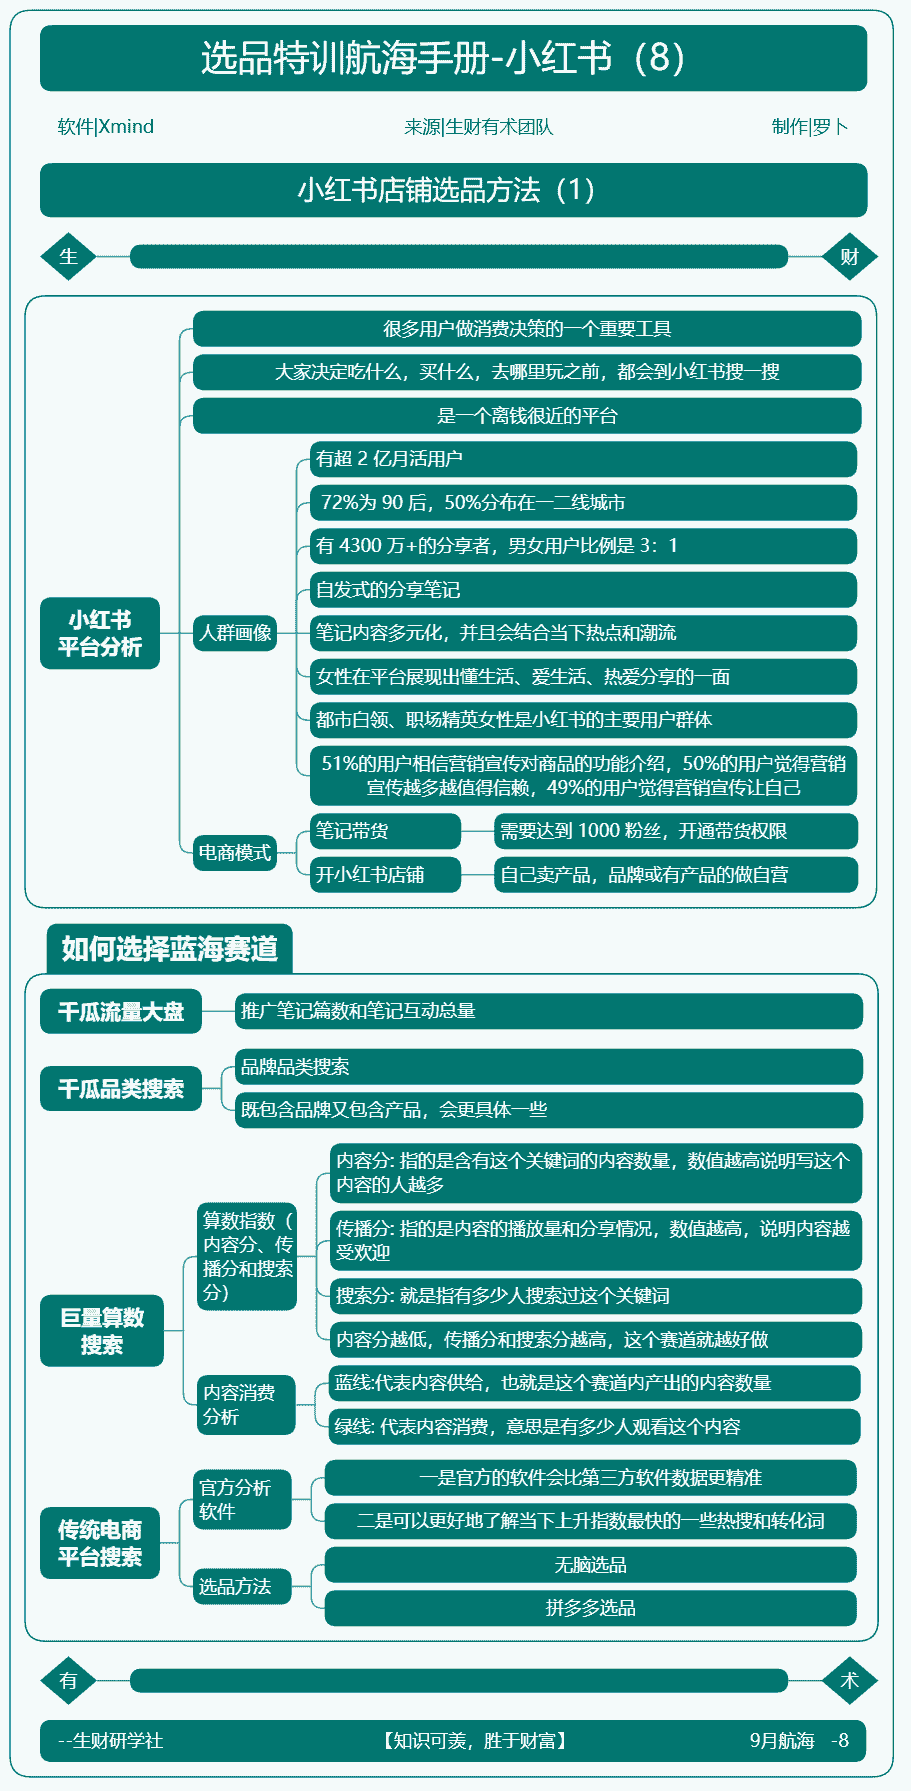 选品特训航海手册-小红书（8）
软件|Xmind
来源|生财有术团队
制作|罗卜
小红书店铺选品方法（1）
生
财
小红书
平台分析
很多用户做消费决策的一个重要工具
大家决定吃什么，买什么，去哪里玩之前，都会到小红书搜一搜
是一个离钱很近的平台
人群画像
有超 2 亿月活用户
72%为 90 后，50%分布在一二线城市
有 4300 万+的分享者，男女用户比例是 3：1
自发式的分享笔记
笔记内容多元化，并且会结合当下热点和潮流
女性在平台展现出懂生活、爱生活、热爱分享的一面
都市白领、职场精英女性是小红书的主要用户群体
51%的用户相信营销宣传对商品的功能介绍，50%的用户觉得营销
宣传越多越值得信赖，49%的用户觉得营销宣传让自己
电商模式
笔记带货
需要达到 1000 粉丝，开通带货权限
开小红书店铺
自己卖产品，品牌或有产品的做自营
如何选择蓝海赛道
千瓜流量大盘
推广笔记篇数和笔记互动总量
千瓜品类搜索
品牌品类搜索
既包含品牌又包含产品，会更具体一些
巨量算数
搜索
算数指数（
内容分、传
播分和搜索
分）
内容分: 指的是含有这个关键词的内容数量，数值越高说明写这个
内容的人越多
传播分: 指的是内容的播放量和分享情况，数值越高，说明内容越
受欢迎
搜索分: 就是指有多少人搜索过这个关键词
内容分越低，传播分和搜索分越高，这个赛道就越好做
内容消费
分析
蓝线:代表内容供给，也就是这个赛道内产出的内容数量
绿线: 代表内容消费，意思是有多少人观看这个内容
传统电商
平台搜索
官方分析
软件
一是官方的软件会比第三方软件数据更精准
二是可以更好地了解当下上升指数最快的一些热搜和转化词
选品方法
无脑选品
拼多多选品
有
术
--生财研学社
【知识可羡，胜于财富】
9月航海 -8